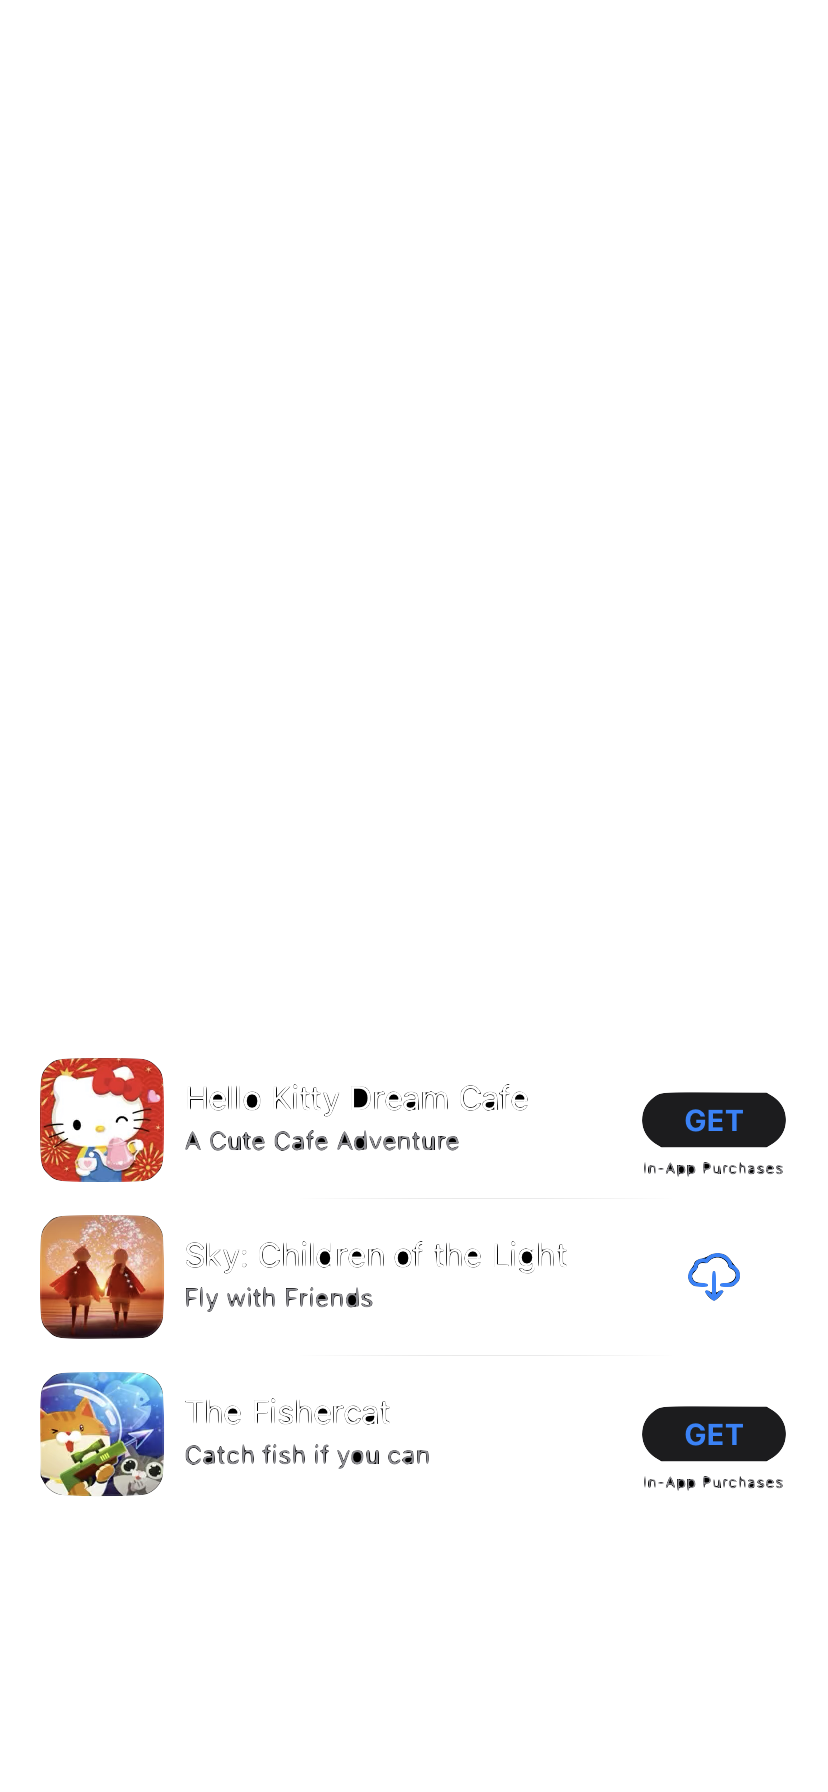 Hello Kitty Dream Cafe
A Cute Cafe Adventure
GET
In-App Purchases
Sky: Children of the Light
Fly with Friends
The Fishercat
Catch fish if you can
GET
In-App Purchases